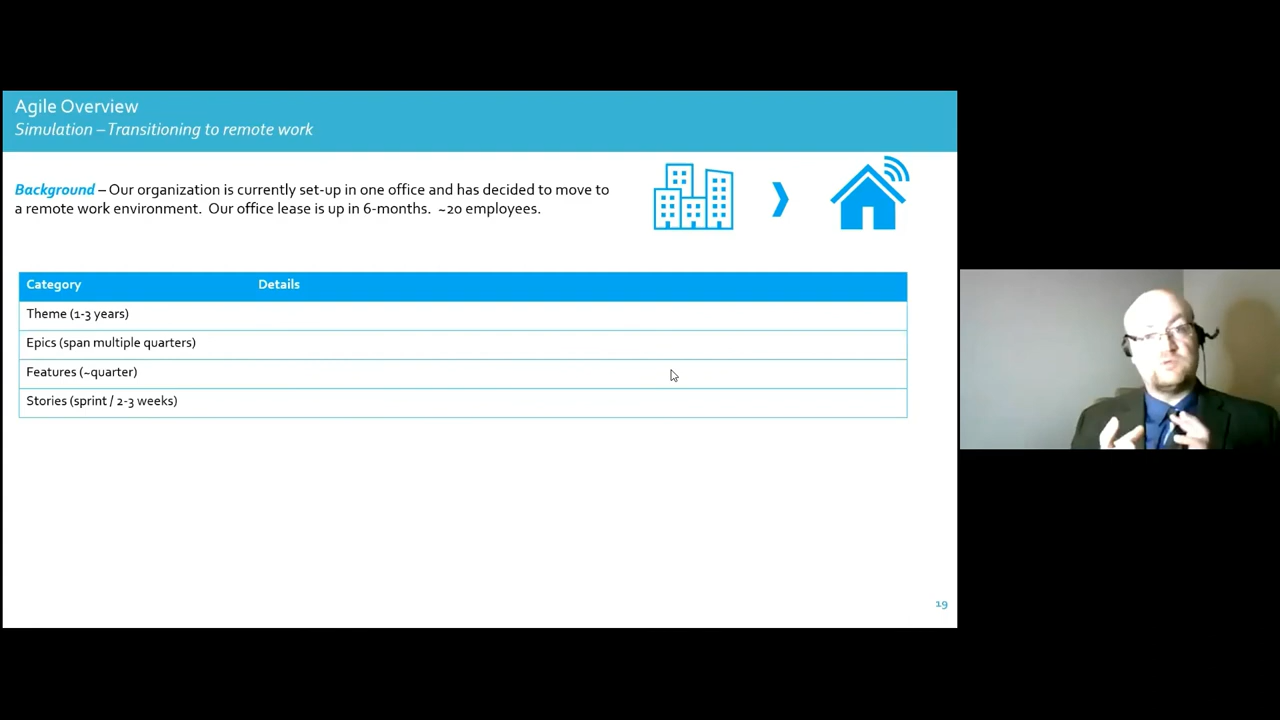 Agile Overview
Simulation – Transitioning to remote work
Background – Our organization is currently set-up in one office and has decided to move to
a remote work environment. Our office lease is up in 6-months. ~20 employees.
Category Details
Theme (1-3 years)
Epics (span multiple quarters)
Features (~quarter)
Stories (sprint / 2-3 weeks)
19